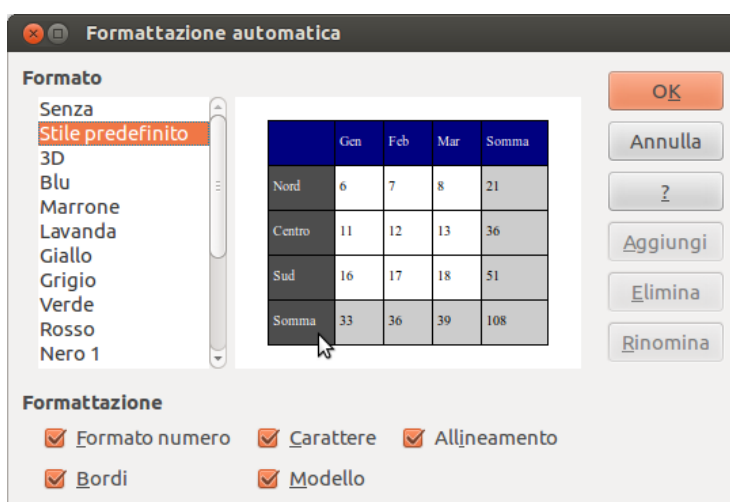 Formattazione automatica
Formato
Senza
Stile predefinito
3D
Blu
Marrone
Lavanda
Giallo
Grigio
Verde
Rosso
Nero 1
Gen Feb Mar Somma
Nord 6 7 8 21
Centro 11 12 13 36
Sud 16 17 18 51
Somma 33 36 39 108
OK
Annulla
?
Aggiungi
Elimina
Rinomina
Formattazione
Formato numero Carattere Allineamento
Bordi Modello